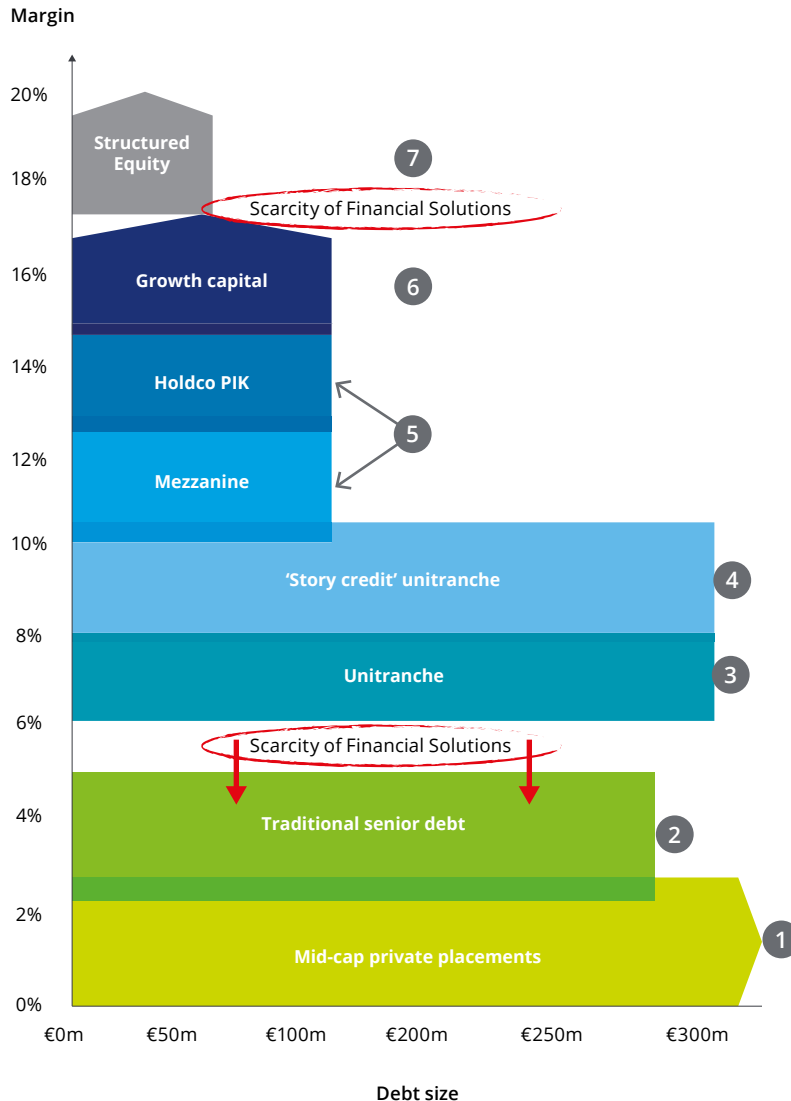 Margin
20%
Structured
Equity
7
18%
Scarcity of Financial Solutions
16%
Growth capital
6
14%
Holdco PIK
5
12%
Mezzanine
10%
‘Story credit’ unitranche
4
8%
Unitranche
3
6%
Scarcity of Financial Solutions
4%
Traditional senior debt
2
2%
Mid-cap private placements
1
0%
€0m €50m €100m €200m €250m €300m
Debt size